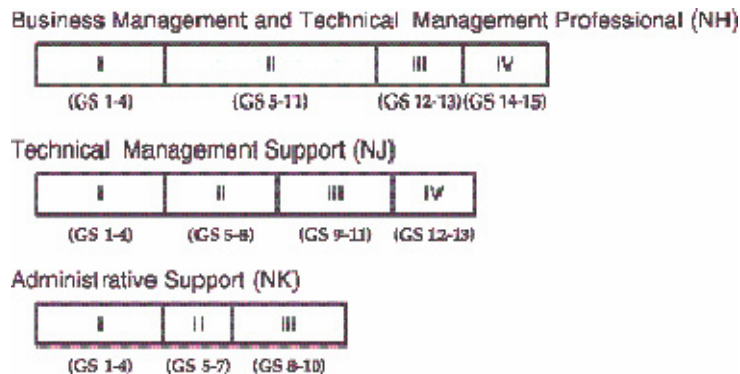 Business Management and Technical Management Professional (NH)
I II III IV
(GS 1-4) (GS 5-11) (GS 12-13) (GS 14-15)
Technical Management Support (NJ)
I II III IV
(GS 1-4) (GS 5-8) (GS 9-11) (GS 12-13)
Administrative Support (NK)
I II III
(GS 1-4) (GS 5-7) (GS 8-10)